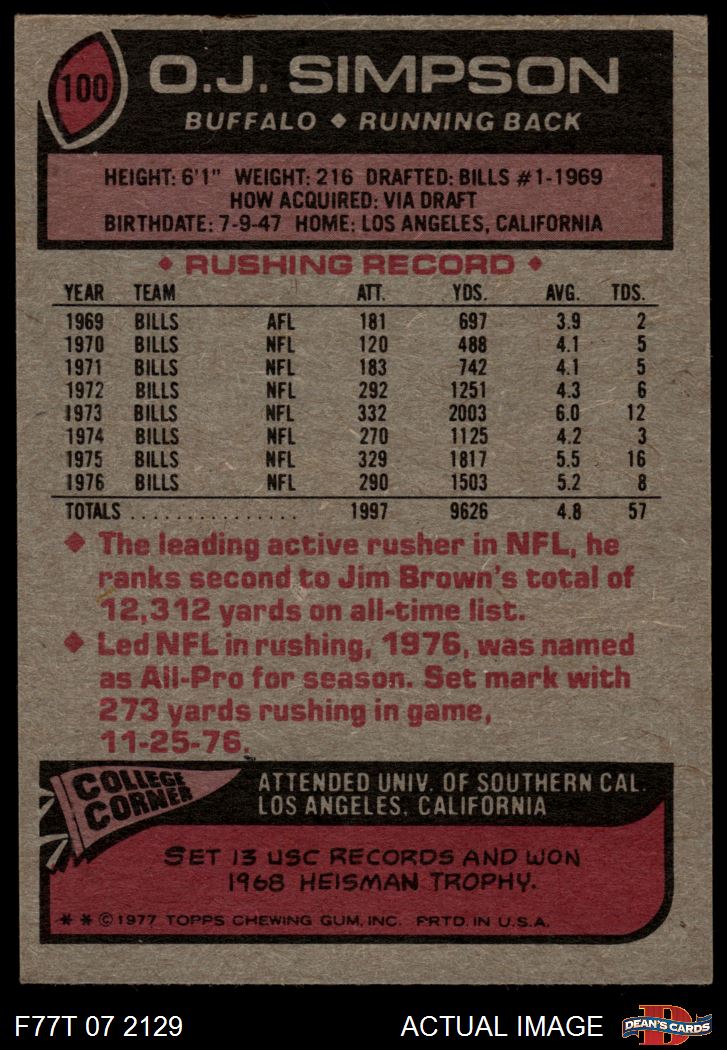 100
O.J. SIMPSON
BUFFALO ◆ RUNNING BACK
HEIGHT: 6'1" WEIGHT: 216 DRAFTED: BILLS #1-1969
HOW ACQUIRED: VIA DRAFT
BIRTHDATE: 7-9-47 HOME: LOS ANGELES, CALIFORNIA
◆ RUSHING RECORD ◆
YEAR TEAM ATT. YDS. AVG. TDS.
1969 BILLS AFL 181 697 3.9 2
1970 BILLS NFL 120 488 4.1 5
1971 BILLS NFL 183 742 4.1 5
1972 BILLS NFL 292 1251 4.3 6
1973 BILLS NFL 332 2003 6.0 12
1974 BILLS NFL 270 1125 4.2 3
1975 BILLS NFL 329 1817 5.5 16
1976 BILLS NFL 290 1503 5.2 8
TOTALS . . . . . . . . . . . . . . . 1997 9626 4.8 57
◆ The leading active rusher in NFL, he
ranks second to Jim Brown's total of
12,312 yards on all-time list.
◆ Led NFL in rushing, 1976, was named
as All-Pro for season. Set mark with
273 yards rushing in game,
11-25-76.
COLLEGE
CORNER
ATTENDED UNIV. OF SOUTHERN CAL.
LOS ANGELES, CALIFORNIA
SET 13 USC RECORDS AND WON
1968 HEISMAN TROPHY.
* * © 1977 TOPPS CHEWING GUM, INC. PRTD. IN U.S.A.
F77T 07 2129
ACTUAL IMAGE
D
DEAN'S CARDS